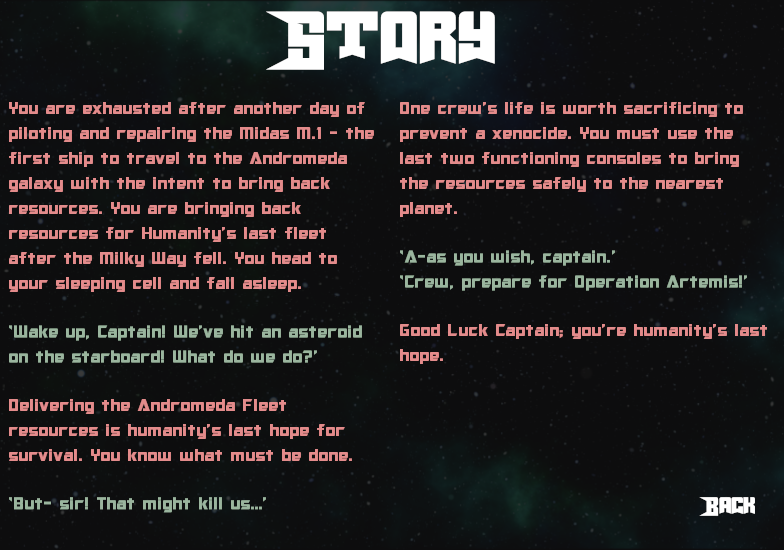 STORY
You are exhausted after another day of
piloting and repairing the Midas M.1 - the
first ship to travel to the Andromeda
galaxy with the intent to bring back
resources. You are bringing back
resources for Humanity's last fleet
after the Milky Way fell. You head to
your sleeping cell and fall asleep.
'Wake up, Captain! We've hit an asteroid
on the starboard! What do we do?'
Delivering the Andromeda Fleet
resources is humanity's last hope for
survival. You know what must be done.
'But- sir! That might kill us...'
One crew's life is worth sacrificing to
prevent a xenocide. You must use the
last two functioning consoles to bring
the resources safely to the nearest
planet.
'A-as you wish, captain.'
'Crew, prepare for Operation Artemis!'
Good Luck Captain; you're humanity's last
hope.
BACK